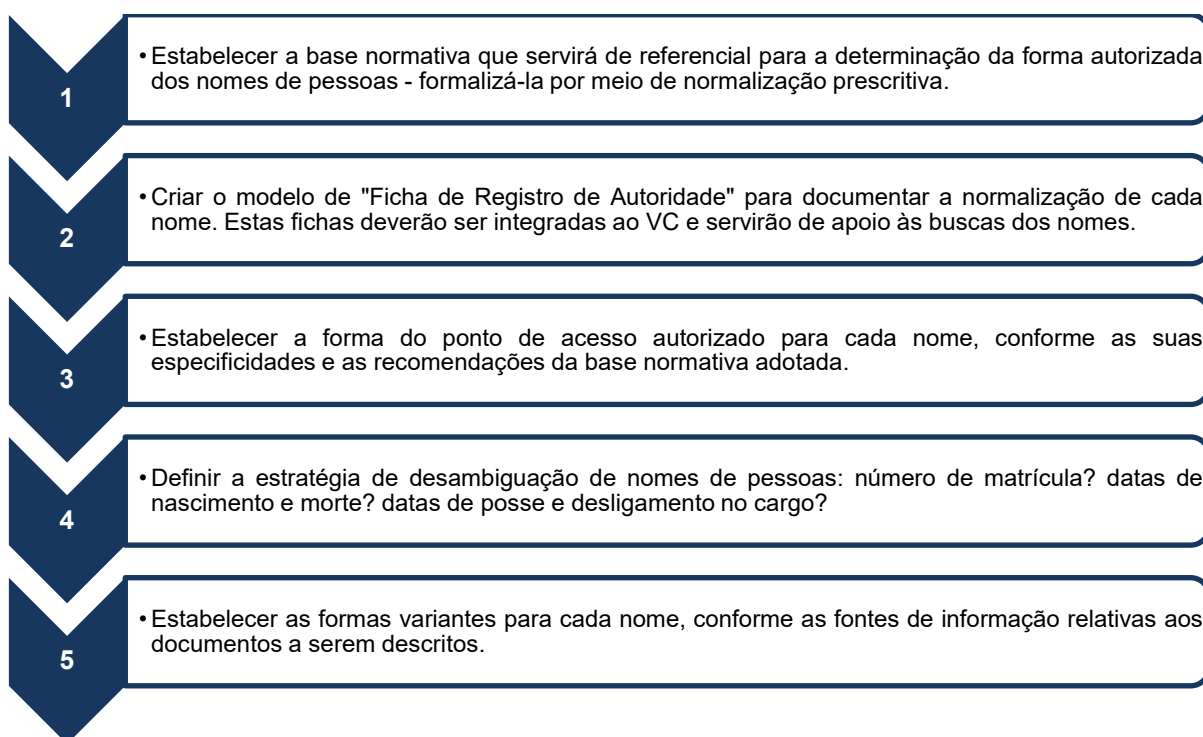 1
• Estabelecer a base normativa que servirá de referencial para a determinação da forma autorizada
dos nomes de pessoas - formalizá-la por meio de normalização prescritiva.
2
• Criar o modelo de "Ficha de Registro de Autoridade" para documentar a normalização de cada
nome. Estas fichas deverão ser integradas ao VC e servirão de apoio às buscas dos nomes.
3
• Estabelecer a forma do ponto de acesso autorizado para cada nome, conforme as suas
especificidades e as recomendações da base normativa adotada.
4
• Definir a estratégia de desambiguação de nomes de pessoas: número de matrícula? datas de
nascimento e morte? datas de posse e desligamento no cargo?
5
• Estabelecer as formas variantes para cada nome, conforme as fontes de informação relativas aos
documentos a serem descritos.